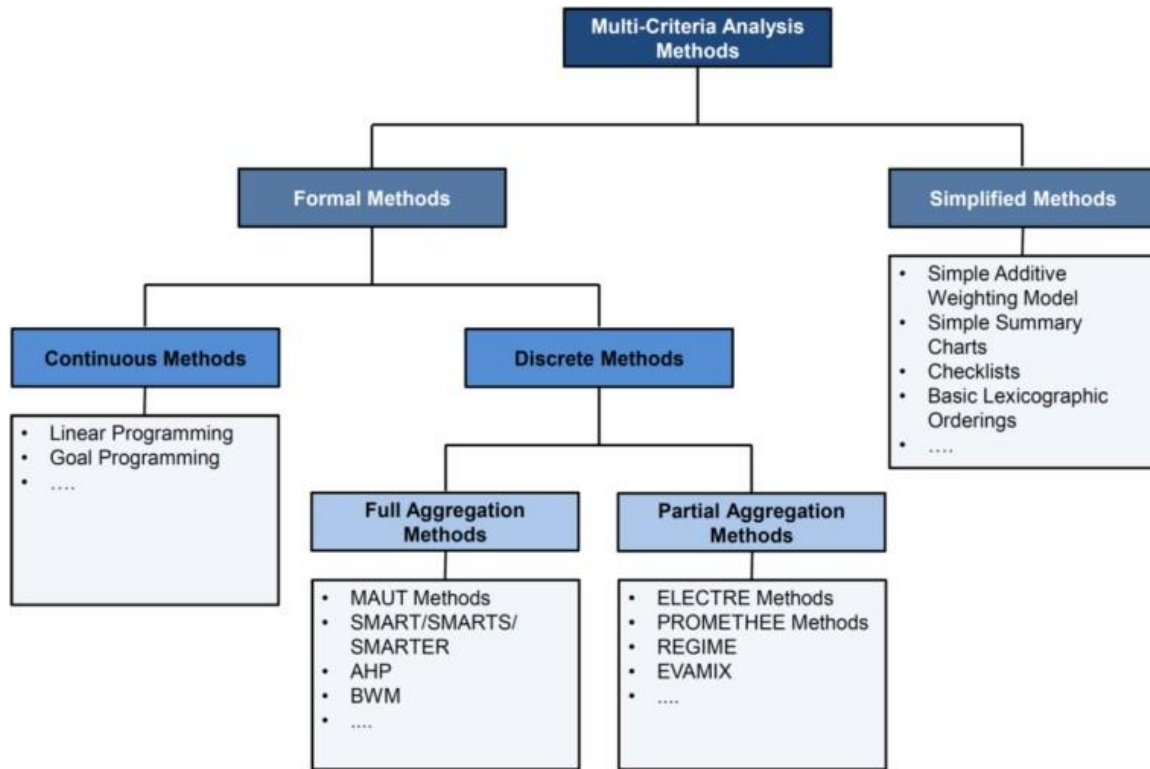 Multi-Criteria Analysis
Methods
Formal Methods
Simplified Methods
• Simple Additive
Weighting Model
• Simple Summary
Charts
• Checklists
• Basic Lexicographic
Orderings
• ....
Continuous Methods
Discrete Methods
• Linear Programming
• Goal Programming
• ....
Full Aggregation
Methods
Partial Aggregation
Methods
• MAUT Methods
• SMART/SMARTS/
SMARTER
• AHP
• BWM
• ....
• ELECTRE Methods
• PROMETHEE Methods
• REGIME
• EVAMIX
• ....